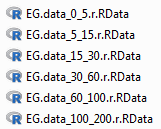 EG.data_0_5.r.RData
EG.data_5_15.r.RData
EG.data_15_30.r.RData
EG.data_30_60.r.RData
EG.data_60_100.r.RData
EG.data_100_200.r.RData